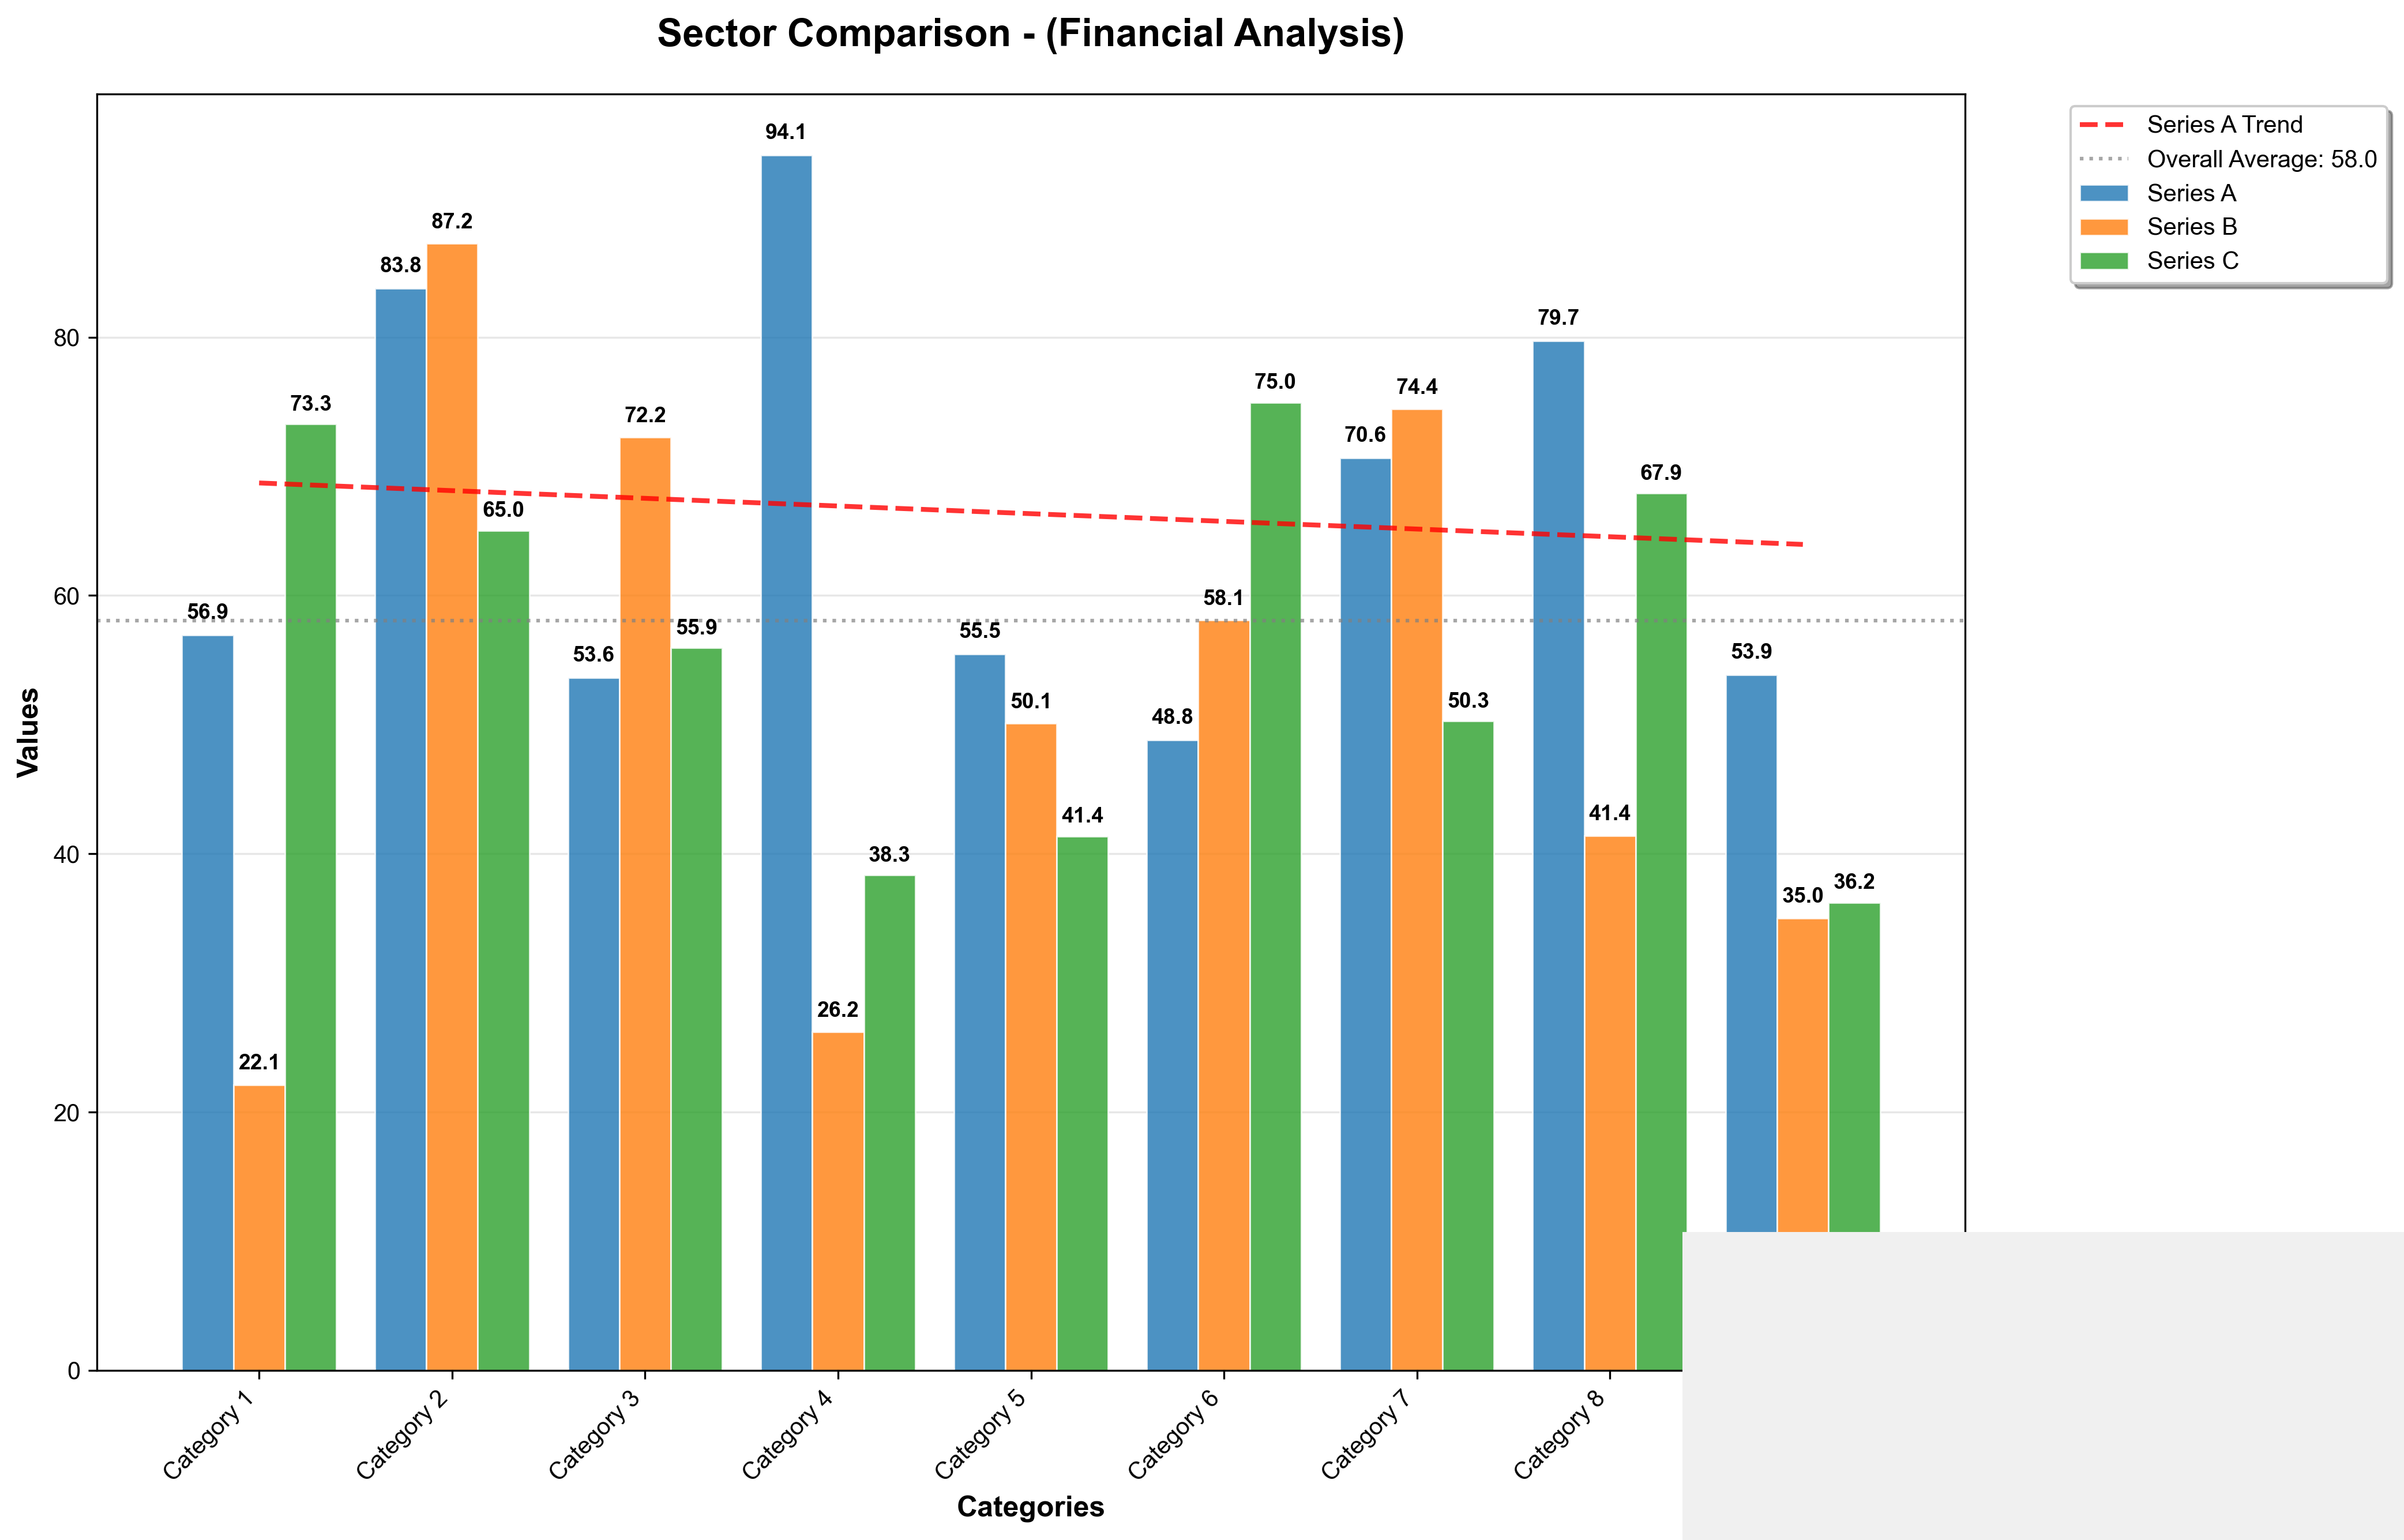 Sector Comparison - (Financial Analysis)
Series A Trend
Overall Average: 58.0
Series A
Series B
Series C
Values
80
60
40
20
0
56.9
22.1
73.3
83.8
87.2
65.0
53.6
72.2
55.9
94.1
26.2
38.3
55.5
50.1
41.4
48.8
58.1
75.0
70.6
74.4
50.3
79.7
41.4
67.9
53.9
35.0
36.2
Category 1
Category 2
Category 3
Category 4
Category 5
Category 6
Category 7
Category 8
Categories